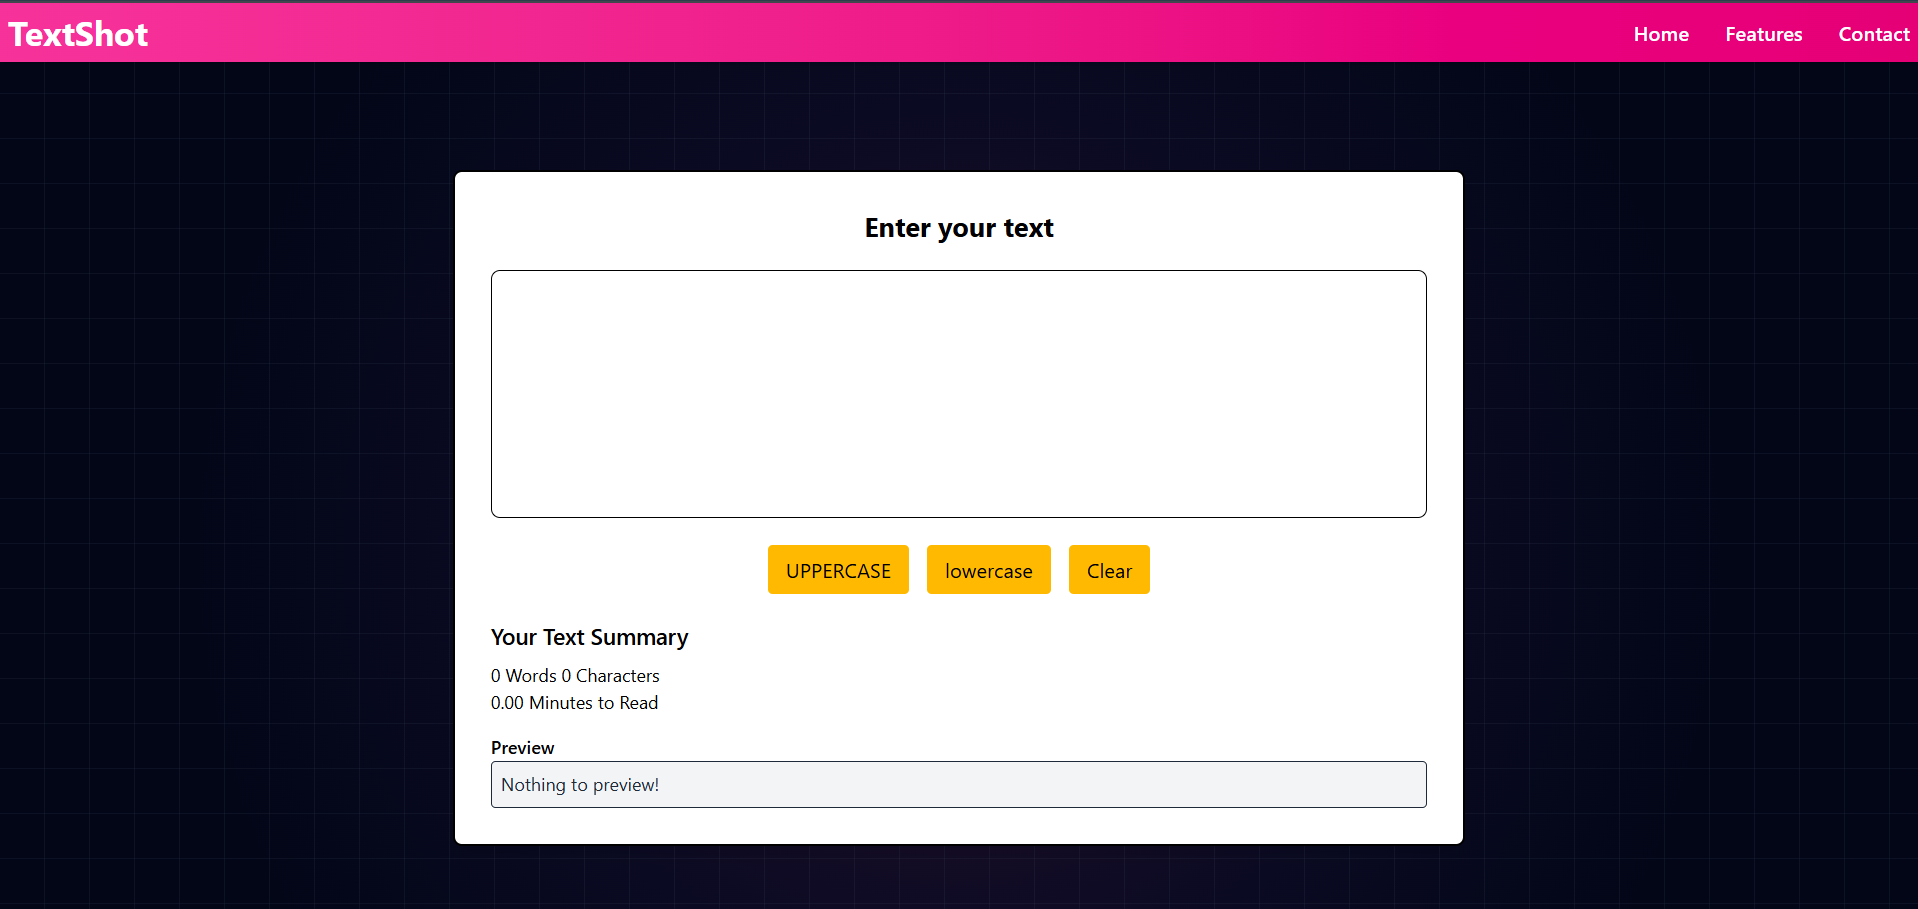 TextShot
Home Features Contact
Enter your text
UPPERCASE lowercase Clear
Your Text Summary
0 Words 0 Characters
0.00 Minutes to Read
Preview
Nothing to preview!